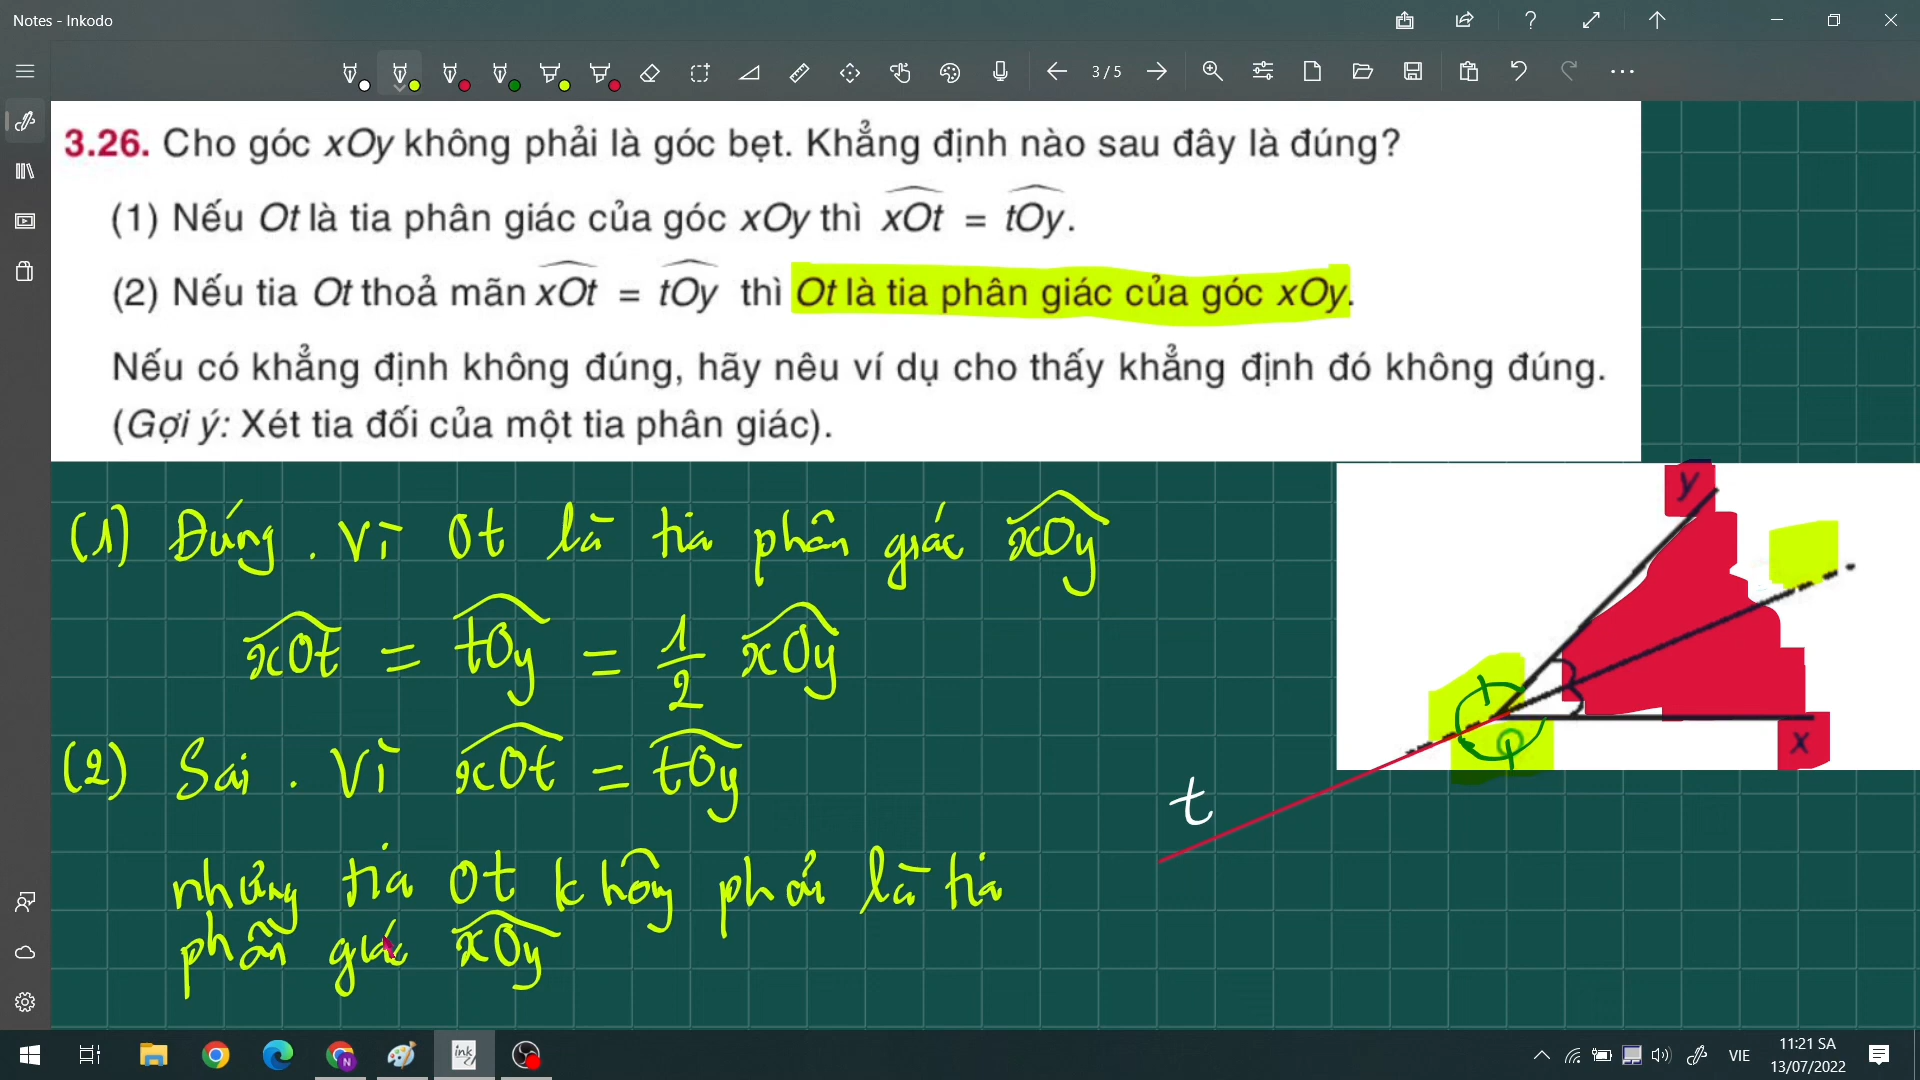 Notes - Inkodo
3 / 5
3.26. Cho góc xOy không phải là góc bẹt. Khẳng định nào sau đây là đúng?
(1) Nếu Ot là tia phân giác của góc xOy thì xOt = tOy.
(2) Nếu tia Ot thoả mãn xOt = tOy thì Ot là tia phân giác của góc xOy.
Nếu có khẳng định không đúng, hãy nêu ví dụ cho thấy khẳng định đó không đúng.
(Gợi ý: Xét tia đối của một tia phân giác).
(1) Đúng. Vì Ot là tia phân giác xOy
xOt = tOy = 1/2 xOy
(2) Sai. Vì xOt = tOy
nhưng tia Ot không phải là tia
phân giác xOy
y
x
O
t
ink
N
VIE
11:21 SA
13/07/2022